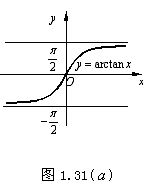 y
π/2
y = arctan x
O
x
-π/2
图 1.31(a)